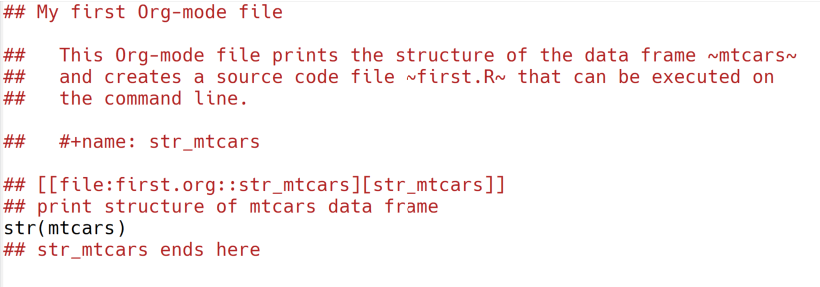 ## My first Org-mode file
##   This Org-mode file prints the structure of the data frame ~mtcars~
##   and creates a source code file ~first.R~ that can be executed on
##   the command line.
##   #+name: str_mtcars
## [[file:first.org::str_mtcars][str_mtcars]]
## print structure of mtcars data frame
str(mtcars)
## str_mtcars ends here